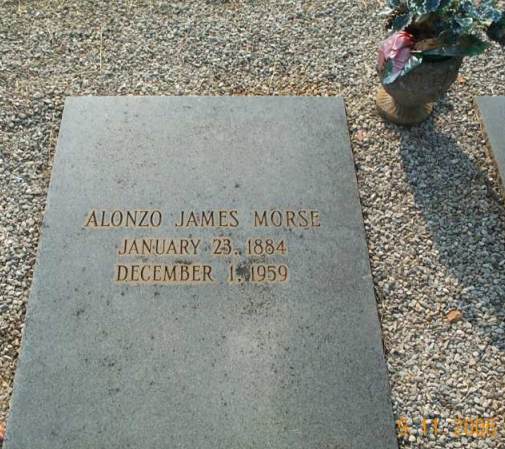 ALONZO JAMES MORSE
JANUARY 23, 1884
DECEMBER 1, 1959